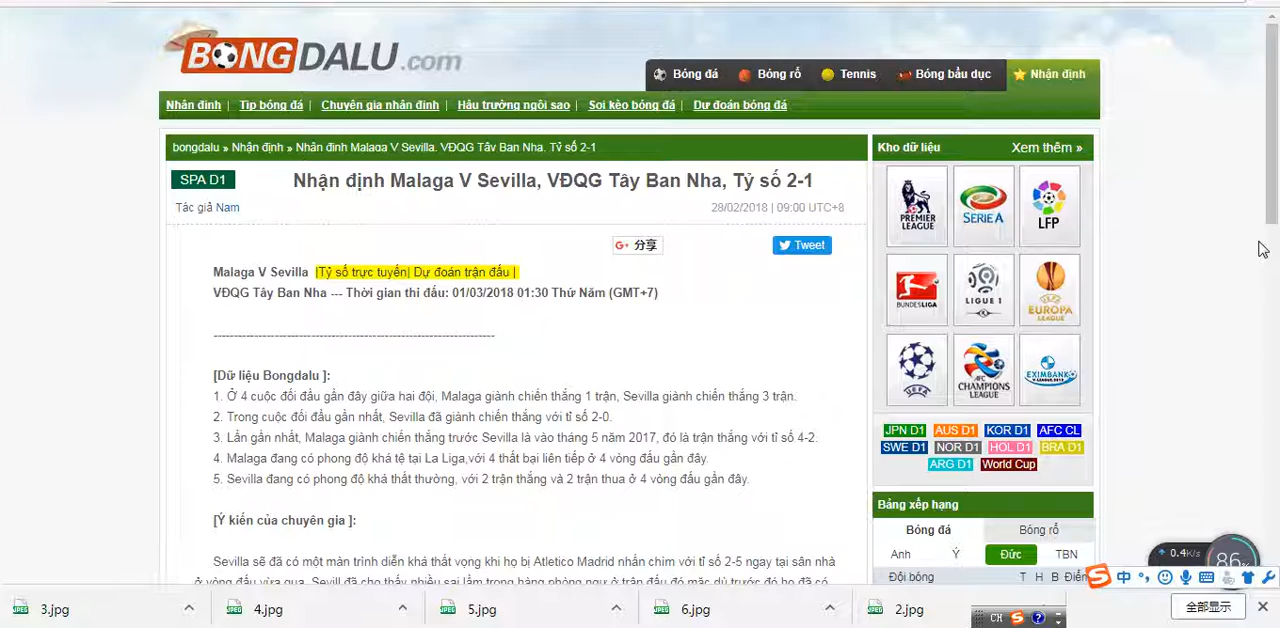 BONGDALU.com
Bóng đá Bóng rổ Tennis Bóng bầu dục Nhận định
Nhận định | Tip bóng đá | Chuyên gia nhận định | Hậu trường ngôi sao | Soi kèo bóng đá | Dự đoán bóng đá
bongdalu » Nhận định » Nhận định Malaga V Sevilla, VĐQG Tây Ban Nha, Tỷ số 2-1
Kho dữ liệu Xem thêm »
SPA D1 Nhận định Malaga V Sevilla, VĐQG Tây Ban Nha, Tỷ số 2-1
Tác giả Nam 28/02/2018 | 09:00 UTC+8
PREMIER LEAGUE
SERIE A
LFP
G+ 分享 Tweet
Malaga V Sevilla |Tỷ số trực tuyến| Dự đoán trận đấu |
VĐQG Tây Ban Nha --- Thời gian thi đấu: 01/03/2018 01:30 Thứ Năm (GMT+7)
BUNDESLIGA
LIGUE 1
UEFA EUROPA LEAGUE
[Dữ liệu Bongdalu ]:
1. Ở 4 cuộc đối đầu gần đây giữa hai đội, Malaga giành chiến thắng 1 trận, Sevilla giành chiến thắng 3 trận.
2. Trong cuộc đối đầu gần nhất, Sevilla đã giành chiến thắng với tỉ số 2-0.
3. Lần gần nhất, Malaga giành chiến thắng trước Sevilla là vào tháng 5 năm 2017, đó là trận thắng với tỉ số 4-2.
4. Malaga đang có phong độ khá tệ tại La Liga,với 4 thất bại liên tiếp ở 4 vòng đấu gần đây.
5. Sevilla đang có phong độ khá thất thường, với 2 trận thắng và 2 trận thua ở 4 vòng đấu gần đây.
UEFA
AFC CHAMPIONS LEAGUE
EXIMBANK
JPN D1 AUS D1 KOR D1 AFC CL
SWE D1 NOR D1 HOL D1 BRA D1
ARG D1 World Cup
[Ý kiến của chuyên gia ]:
Sevilla sẽ đã có một màn trình diễn khá thất vọng khi họ bị Atletico Madrid nhấn chìm với tỉ số 2-5 ngay tại sân nhà
Bảng xếp hạng
Bóng đá Bóng rổ
Anh Ý Đức TBN
Đội bóng T H B Điểm
0.4K/s
86%
中
3.jpg
4.jpg
5.jpg
6.jpg
2.jpg
CH
全部显示